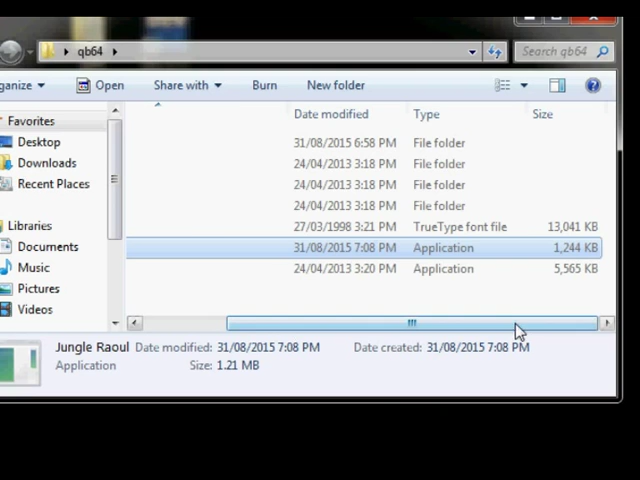 qb64
Search qb64
ganize
Open
Share with
Burn
New folder
Favorites
Desktop
Downloads
Recent Places
Libraries
Documents
Music
Pictures
Videos
Date modified Type Size
31/08/2015 6:58 PM File folder
24/04/2013 3:18 PM File folder
24/04/2013 3:18 PM File folder
24/04/2013 3:18 PM File folder
27/03/1998 3:21 PM TrueType font file 13,041 KB
31/08/2015 7:08 PM Application 1,244 KB
24/04/2013 3:20 PM Application 5,565 KB
Jungle Raoul Date modified: 31/08/2015 7:08 PM Date created: 31/08/2015 7:08 PM
Application Size: 1.21 MB